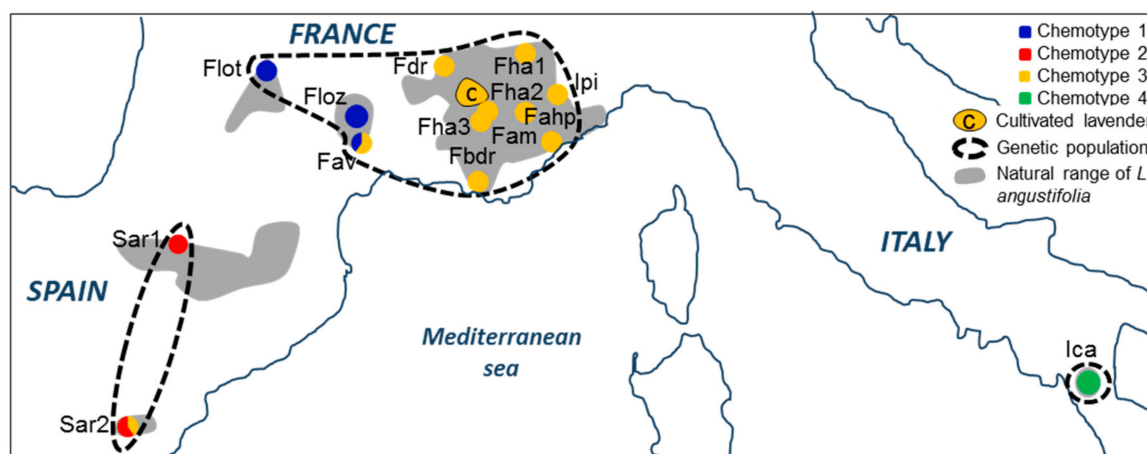 FRANCE
Flot
Fdr
Fha1
Ipi
Floz
C
Fha2
Fahp
Fha3
Fam
Fav
Fbdr
Sar1
SPAIN
Sar2
Mediterranean
sea
ITALY
Ica
Chemotype 1
Chemotype 2
Chemotype 3
Chemotype 4
C Cultivated lavender
Genetic population
Natural range of L.
angustifolia